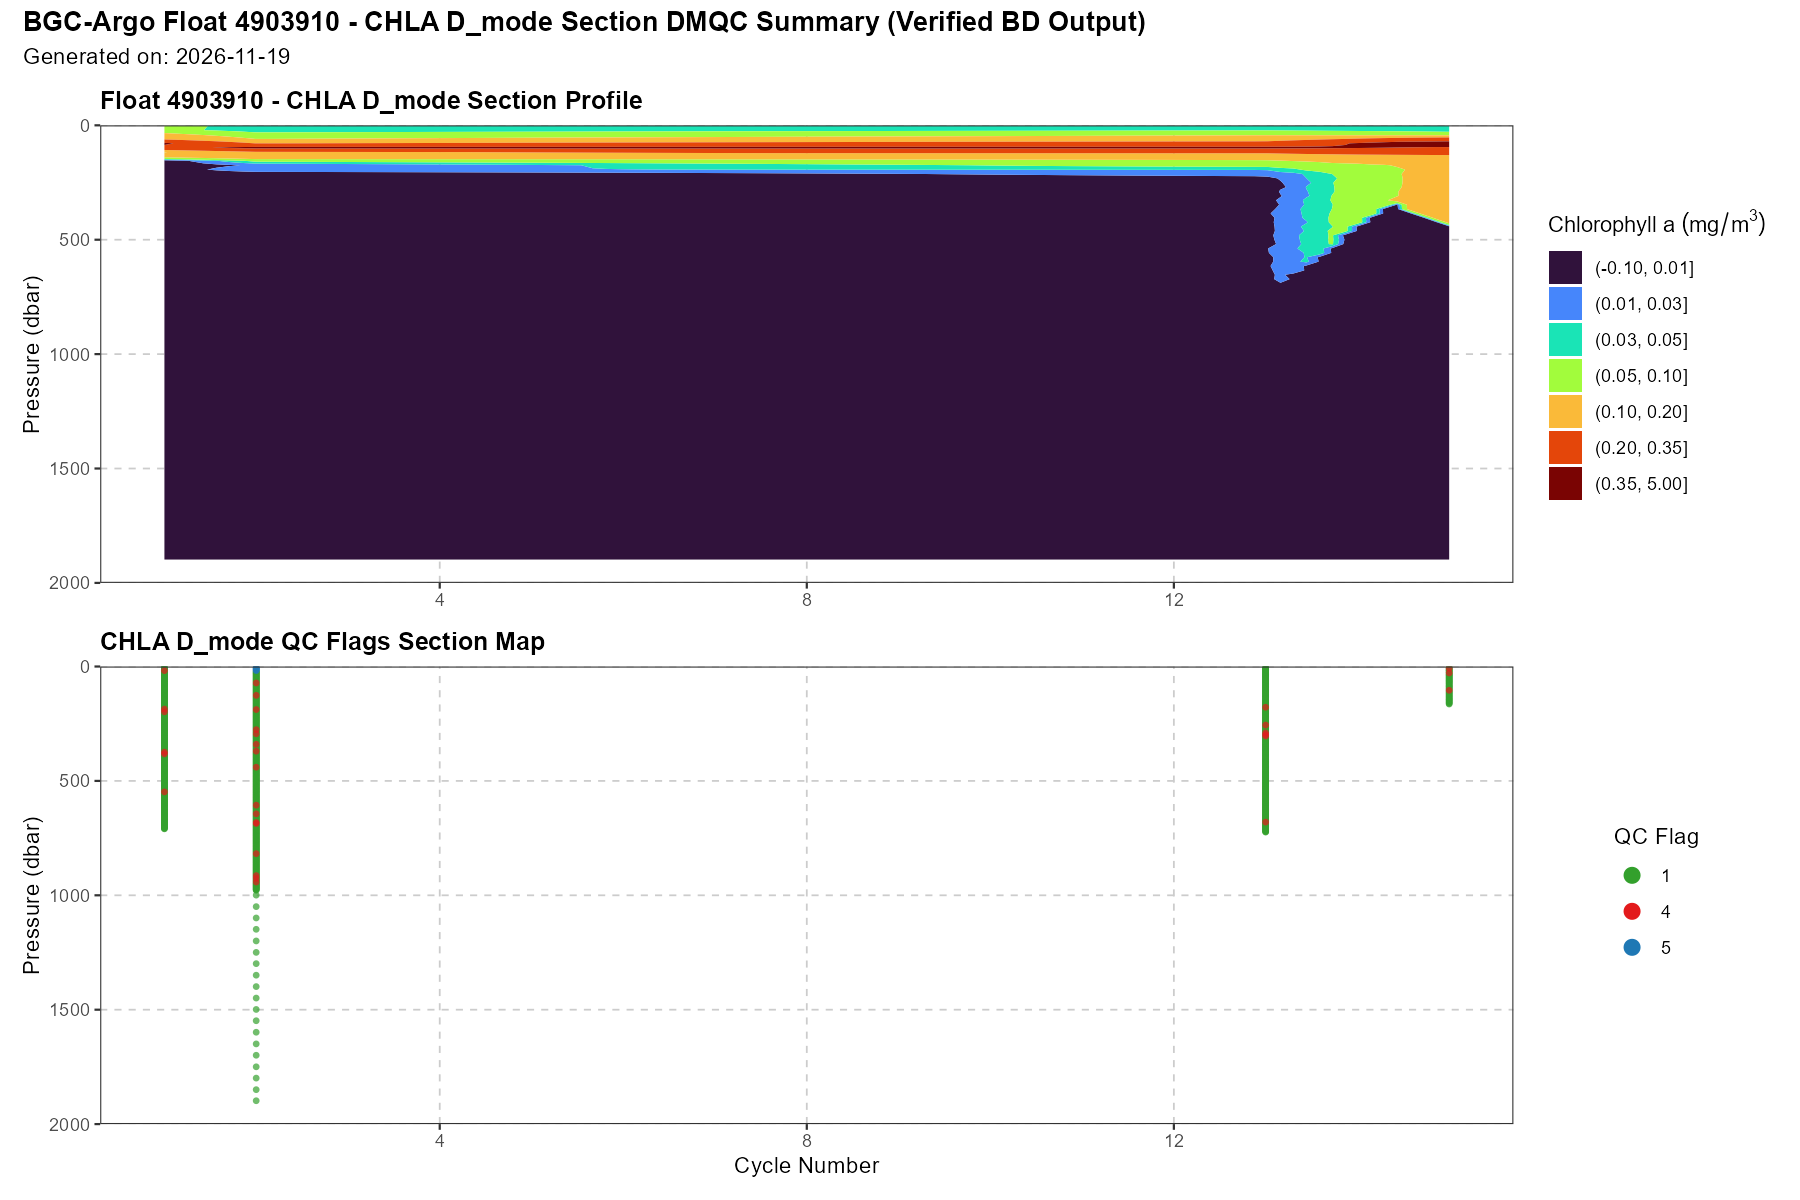 BGC-Argo Float 4903910 - CHLA D_mode Section DMQC Summary (Verified BD Output)
Generated on: 2026-11-19
Float 4903910 - CHLA D_mode Section Profile
Pressure (dbar)
0
500
1000
1500
2000
4 8 12
Chlorophyll a (mg/m³)
(-0.10, 0.01]
(0.01, 0.03]
(0.03, 0.05]
(0.05, 0.10]
(0.10, 0.20]
(0.20, 0.35]
(0.35, 5.00]
CHLA D_mode QC Flags Section Map
Pressure (dbar)
0
500
1000
1500
2000
4 8 12
Cycle Number
QC Flag
1
4
5